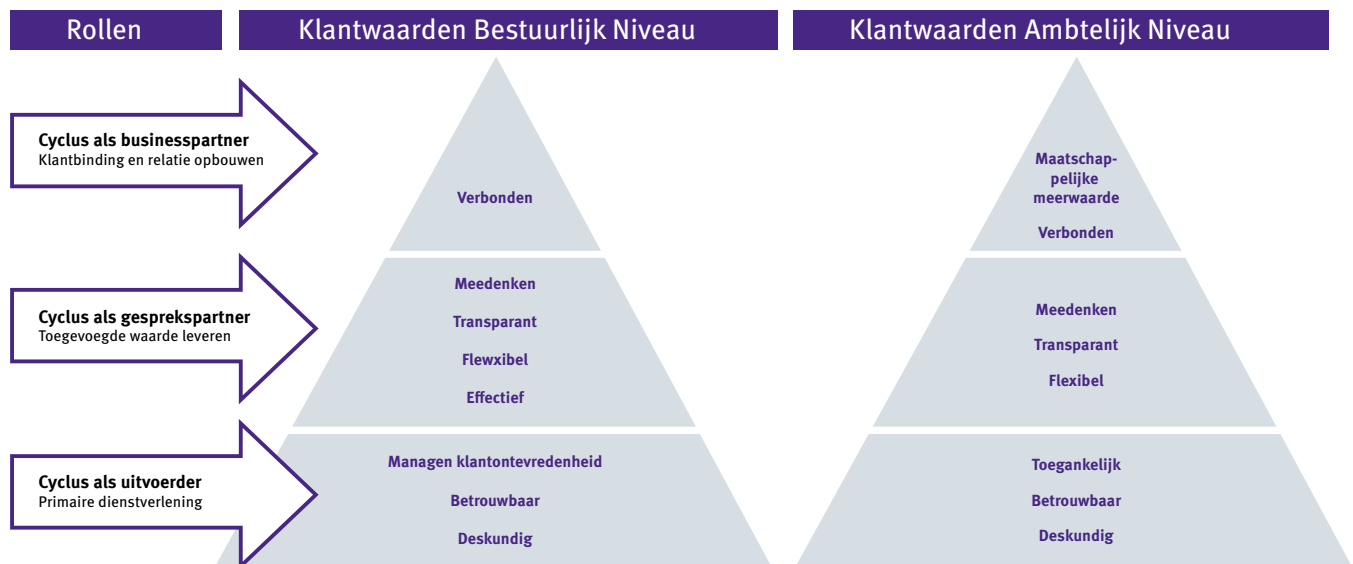 Rollen
Klantwaarden Bestuurlijk Niveau
Klantwaarden Ambtelijk Niveau
Cyclus als businesspartner
Klantbinding en relatie opbouwen
Verbonden
Maatschap-
pelijke
meerwaarde
Verbonden
Cyclus als gesprekspartner
Toegevoegde waarde leveren
Meedenken
Transparant
Flewxibel
Effectief
Meedenken
Transparant
Flexibel
Cyclus als uitvoerder
Primaire dienstverlening
Managen klantontevredenheid
Betrouwbaar
Deskundig
Toegankelijk
Betrouwbaar
Deskundig